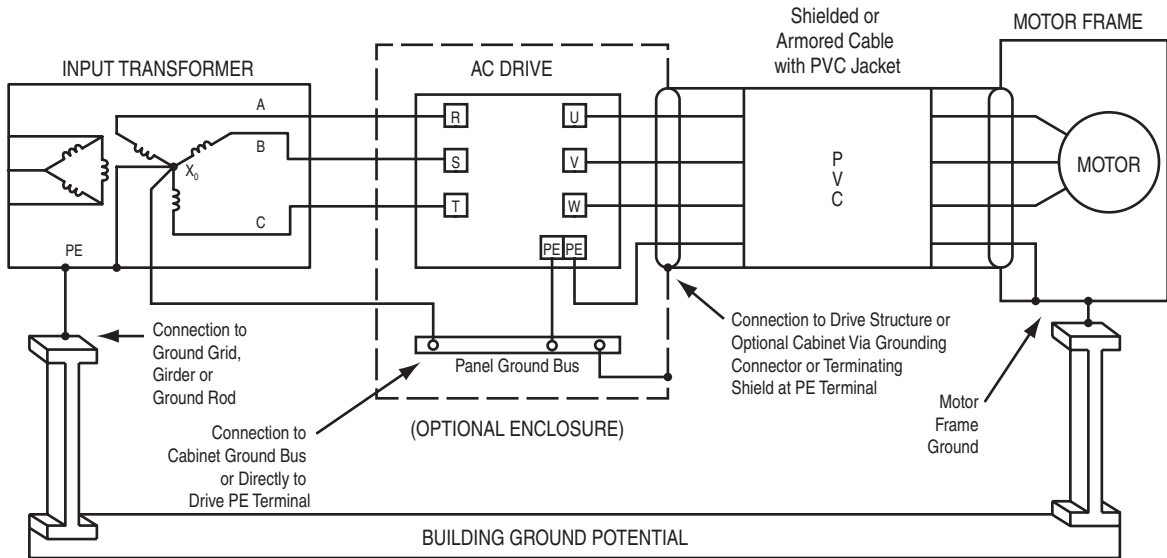 Shielded or
Armored Cable
with PVC Jacket
MOTOR FRAME
INPUT TRANSFORMER
AC DRIVE
A
B
C
X0
PE
R
S
T
U
V
W
PE PE
P
V
C
MOTOR
Connection to
Ground Grid,
Girder or
Ground Rod
Panel Ground Bus
Connection to Drive Structure or
Optional Cabinet Via Grounding
Connector or Terminating
Shield at PE Terminal
(OPTIONAL ENCLOSURE)
Connection to
Cabinet Ground Bus
or Directly to
Drive PE Terminal
Motor
Frame
Ground
BUILDING GROUND POTENTIAL